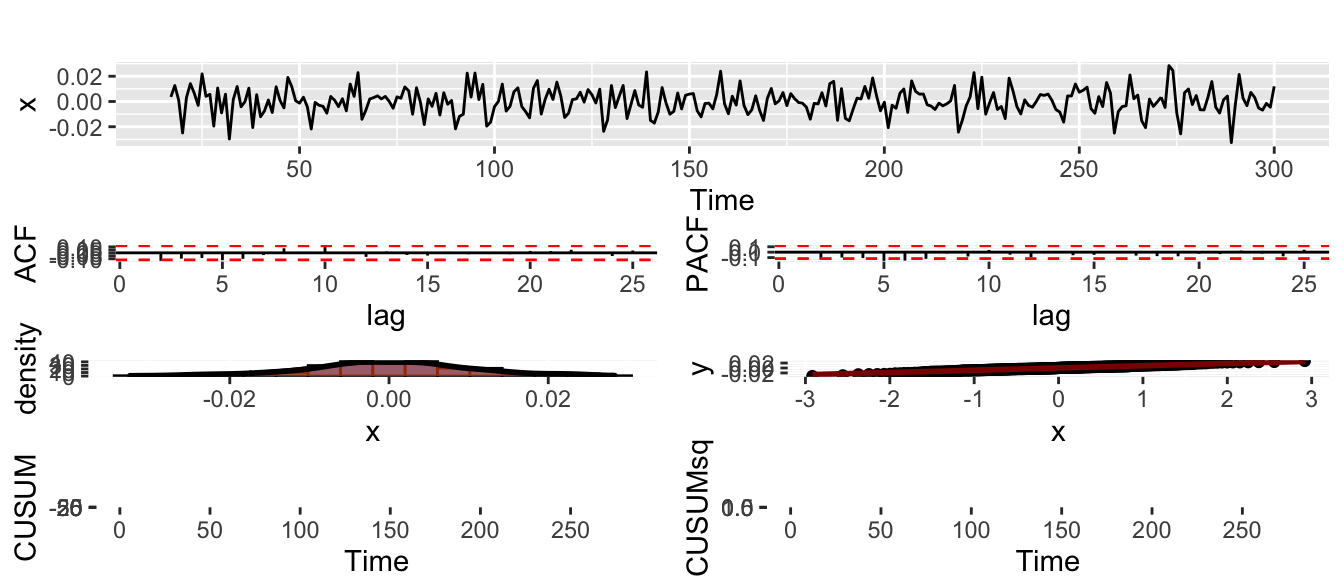 x
0.02
0.00
-0.02
50 100 150 200 250 300
Time
ACF
0 5 10 15 20 25
lag
PACF
0 5 10 15 20 25
lag
density
-0.02 0.00 0.02
x
y
-0.02
-3 -2 -1 0 1 2 3
x
CUSUM
0 50 100 150 200 250
Time
CUSUMsq
0 50 100 150 200 250
Time